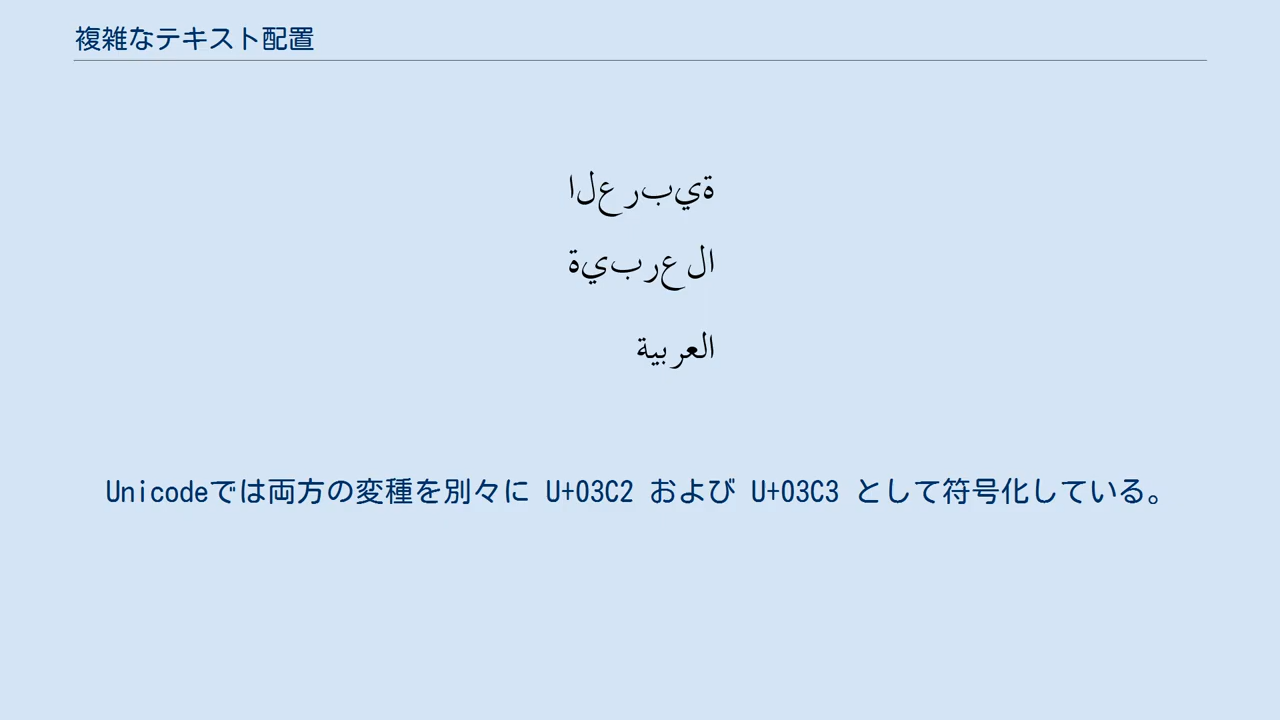 複雑なテキスト配置
ة ي ب ر ع ل ا
ا ل ع ر ب ي ة
العربية
Unicodeでは両方の変種を別々に U+03C2 および U+03C3 として符号化している。